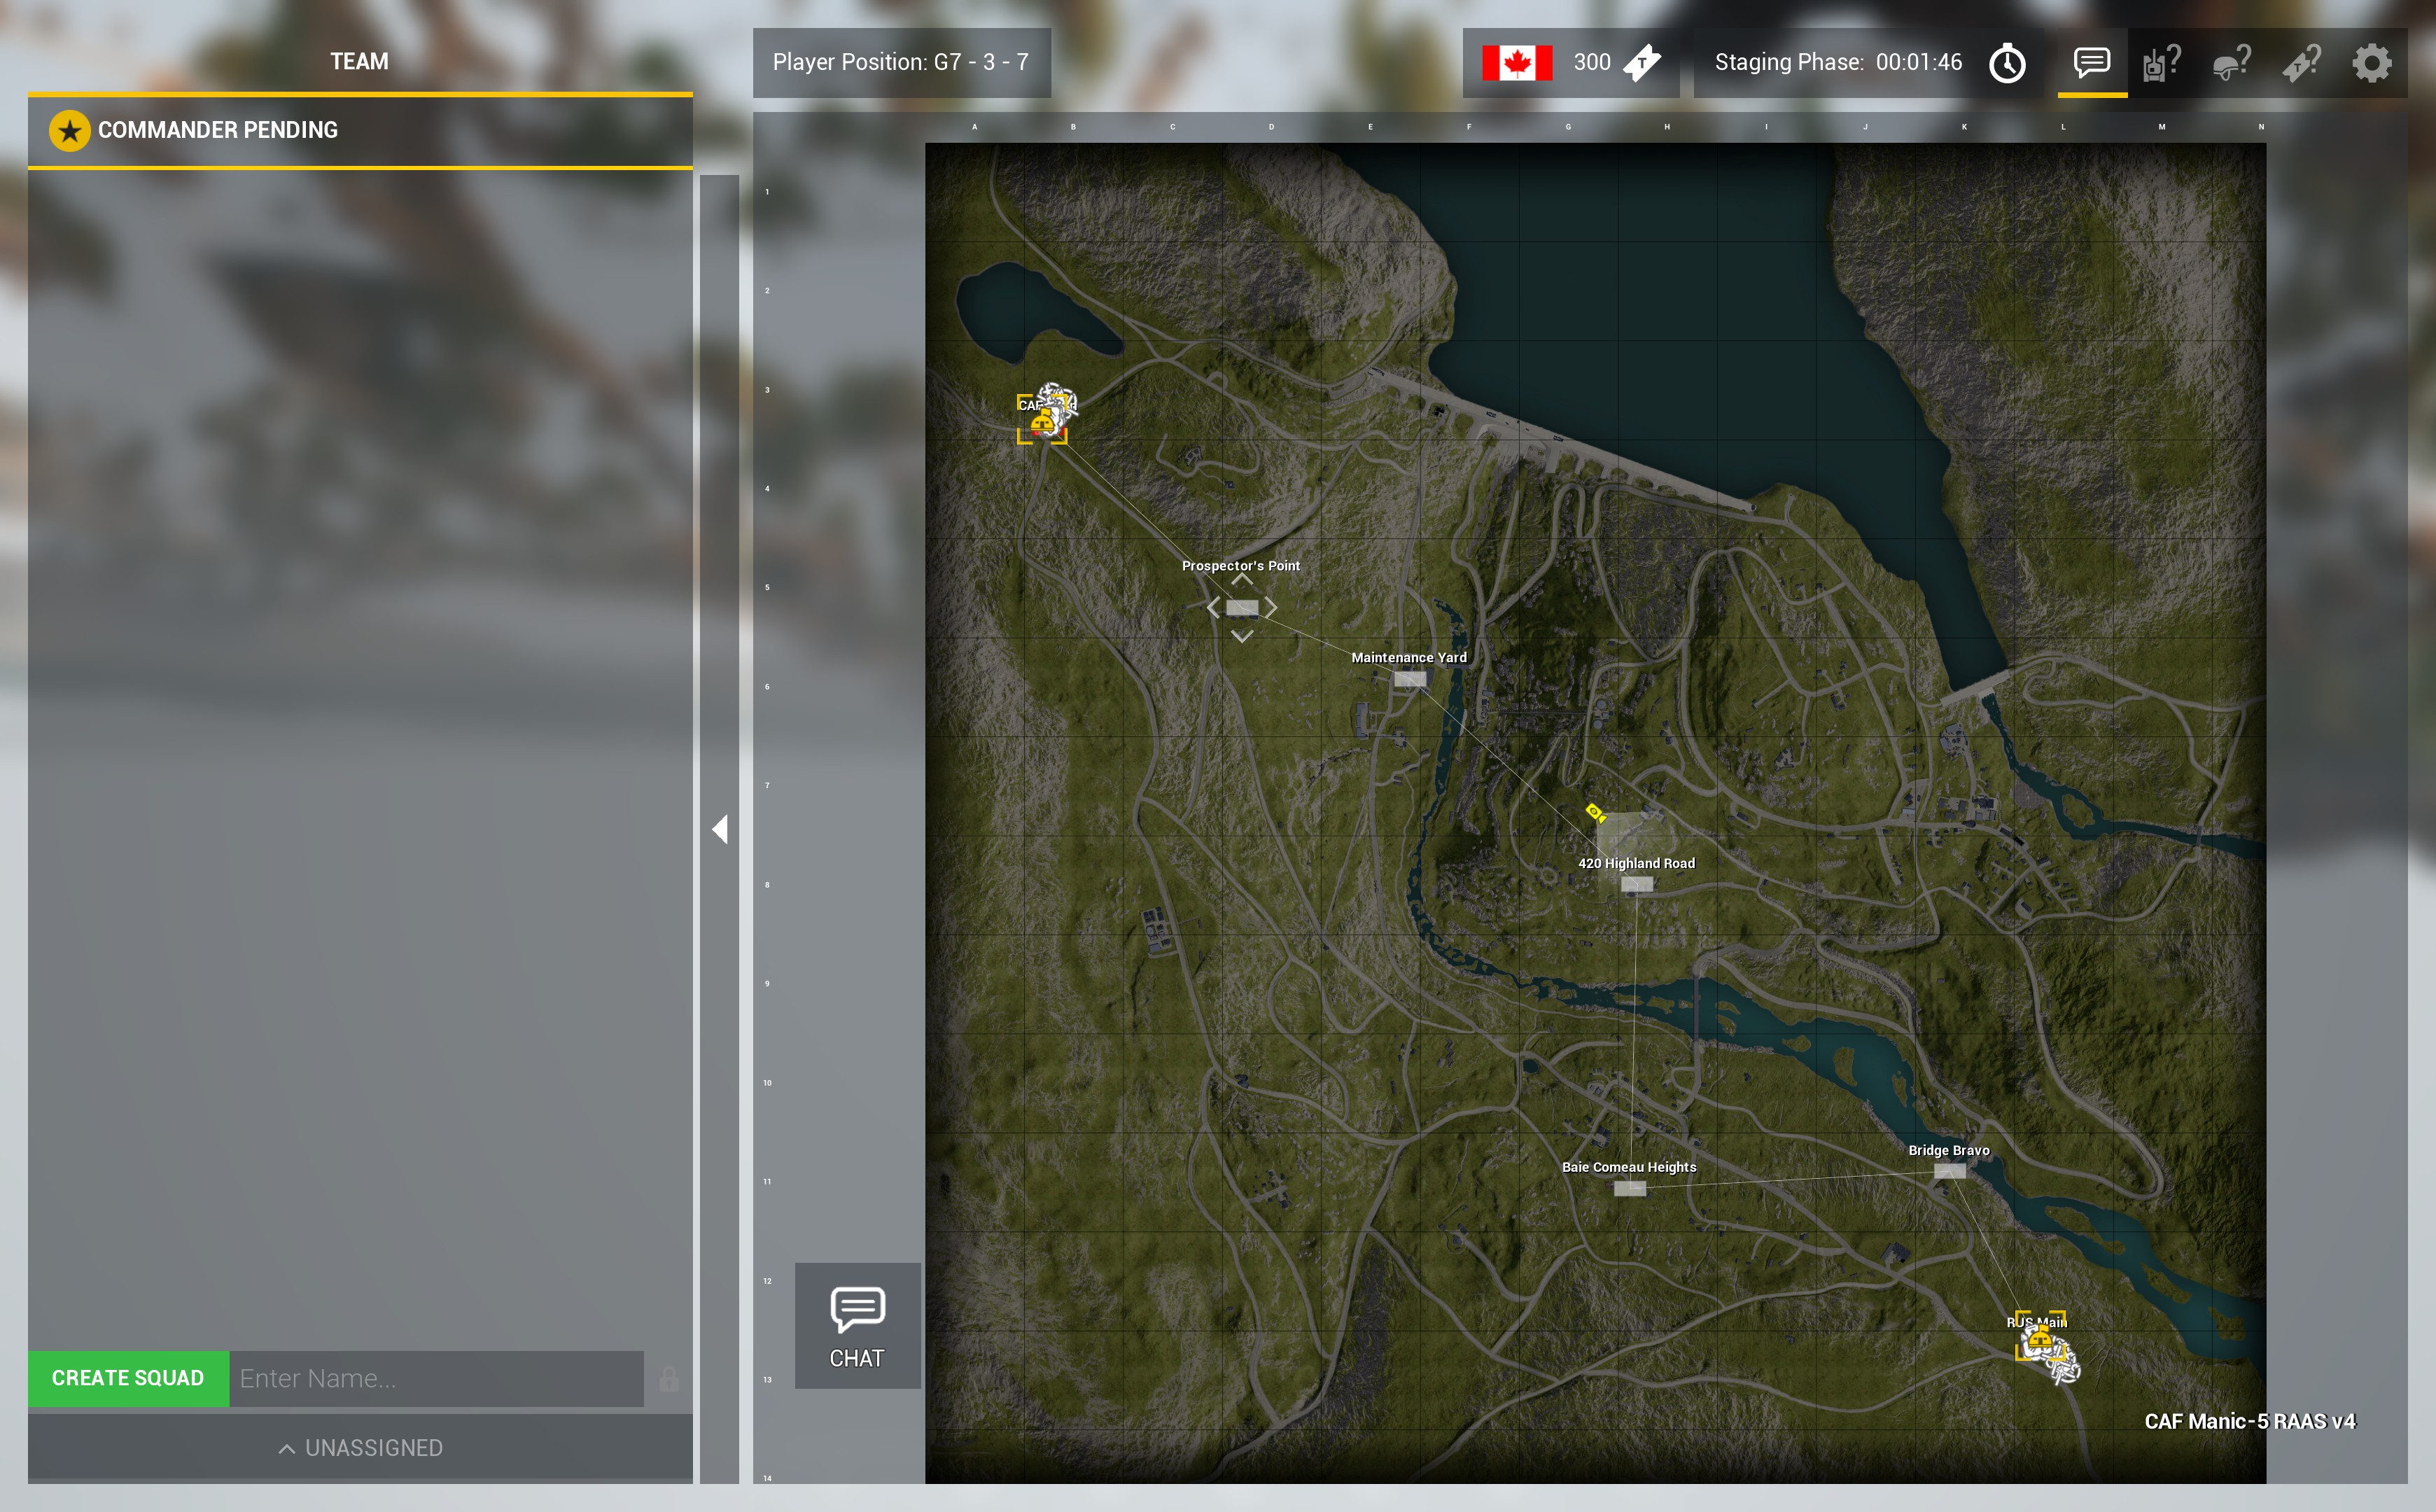 TEAM
Player Position: G7 - 3 - 7
300
Staging Phase: 00:01:46
COMMANDER PENDING
A B C D E F G H I J K L M N
1
2
3
4
5
6
7
8
9
10
11
12
13
14
Prospector's Point
Maintenance Yard
420 Highland Road
Bridge Bravo
Baie Comeau Heights
RUS Main
CHAT
CREATE SQUAD
Enter Name...
UNASSIGNED
CAF Manic-5 RAAS v4